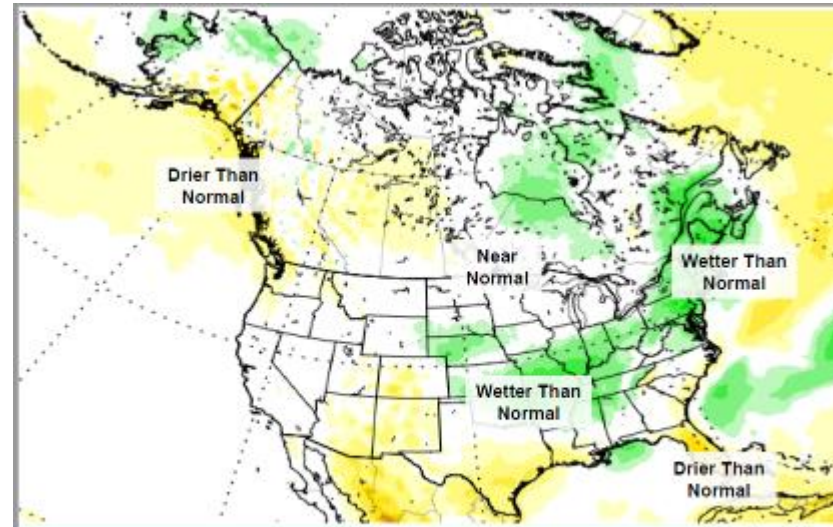 Drier Than
Normal
Near
Normal
Wetter Than
Normal
Wetter Than
Normal
Drier Than
Normal